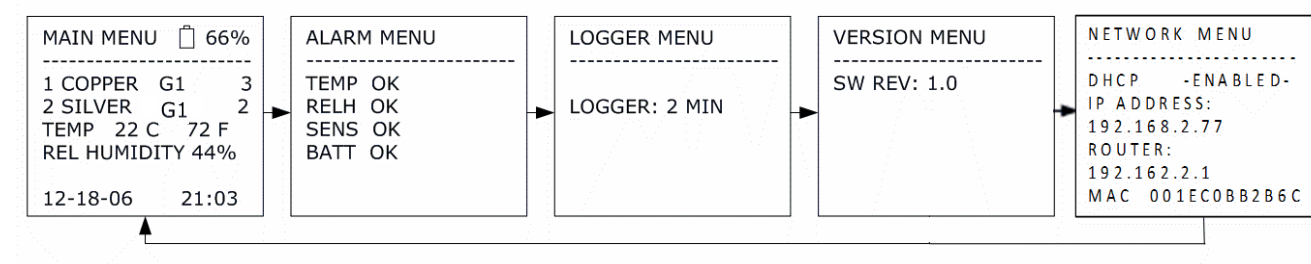 MAIN MENU 66%
-------------------------
1 COPPER G1 3
2 SILVER G1 2
TEMP 22 C 72 F
REL HUMIDITY 44%
12-18-06 21:03
ALARM MENU
-------------------------
TEMP OK
RELH OK
SENS OK
BATT OK
LOGGER MENU
-------------------------
LOGGER: 2 MIN
VERSION MENU
-------------------------
SW REV: 1.0
NETWORK MENU
-----------------------
DHCP -ENABLED-
IP ADDRESS:
192.168.2.77
ROUTER:
192.162.2.1
MAC 001EC0BB2B6C